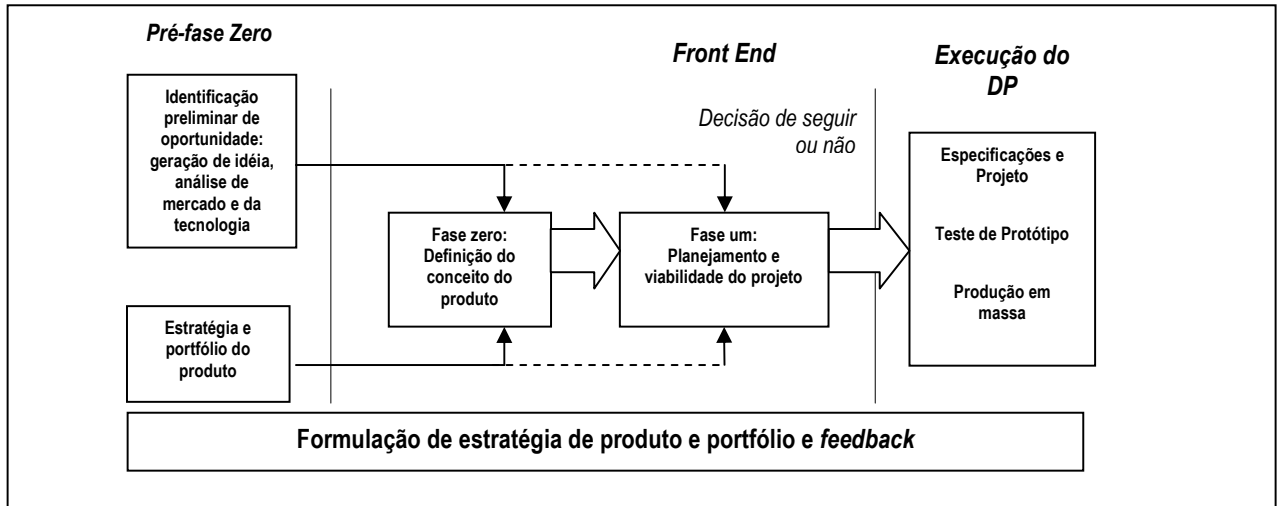 Pré-fase Zero
Front End
Execução do
DP
Decisão de seguir
ou não
Identificação
preliminar de
oportunidade:
geração de idéia,
análise de
mercado e da
tecnologia
Estratégia e
portfólio do
produto
Fase zero:
Definição do
conceito do
produto
Fase um:
Planejamento e
viabilidade do projeto
Especificações e
Projeto
Teste de Protótipo
Produção em
massa
Formulação de estratégia de produto e portfólio e feedback